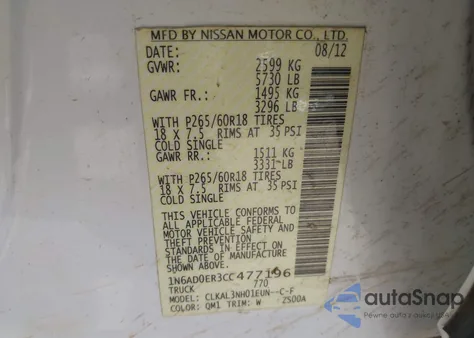 MFD BY NISSAN MOTOR CO., LTD.
DATE: 08/12
GVWR: 2599 KG
5730 LB
GAWR FR.: 1495 KG
3296 LB
WITH P265/60R18 TIRES
18 X 7.5 RIMS AT 35 PSI
COLD SINGLE
GAWR RR.: 1511 KG
3331 LB
WITH P265/60R18 TIRES
18 X 7.5 RIMS AT 35 PSI
COLD SINGLE
THIS VEHICLE CONFORMS TO
ALL APPLICABLE FEDERAL
MOTOR VEHICLE SAFETY AND
THEFT PREVENTION
STANDARDS IN EFFECT ON
THE DATE OF MANUFACTURE
SHOWN ABOVE.
1N6AD0ER3CC477196
TRUCK 770
MODEL: CLKAL3NH01EUN--C-F
COLOR: QM1 TRIM: W 2S00A
autoSnap
Pewne auta z